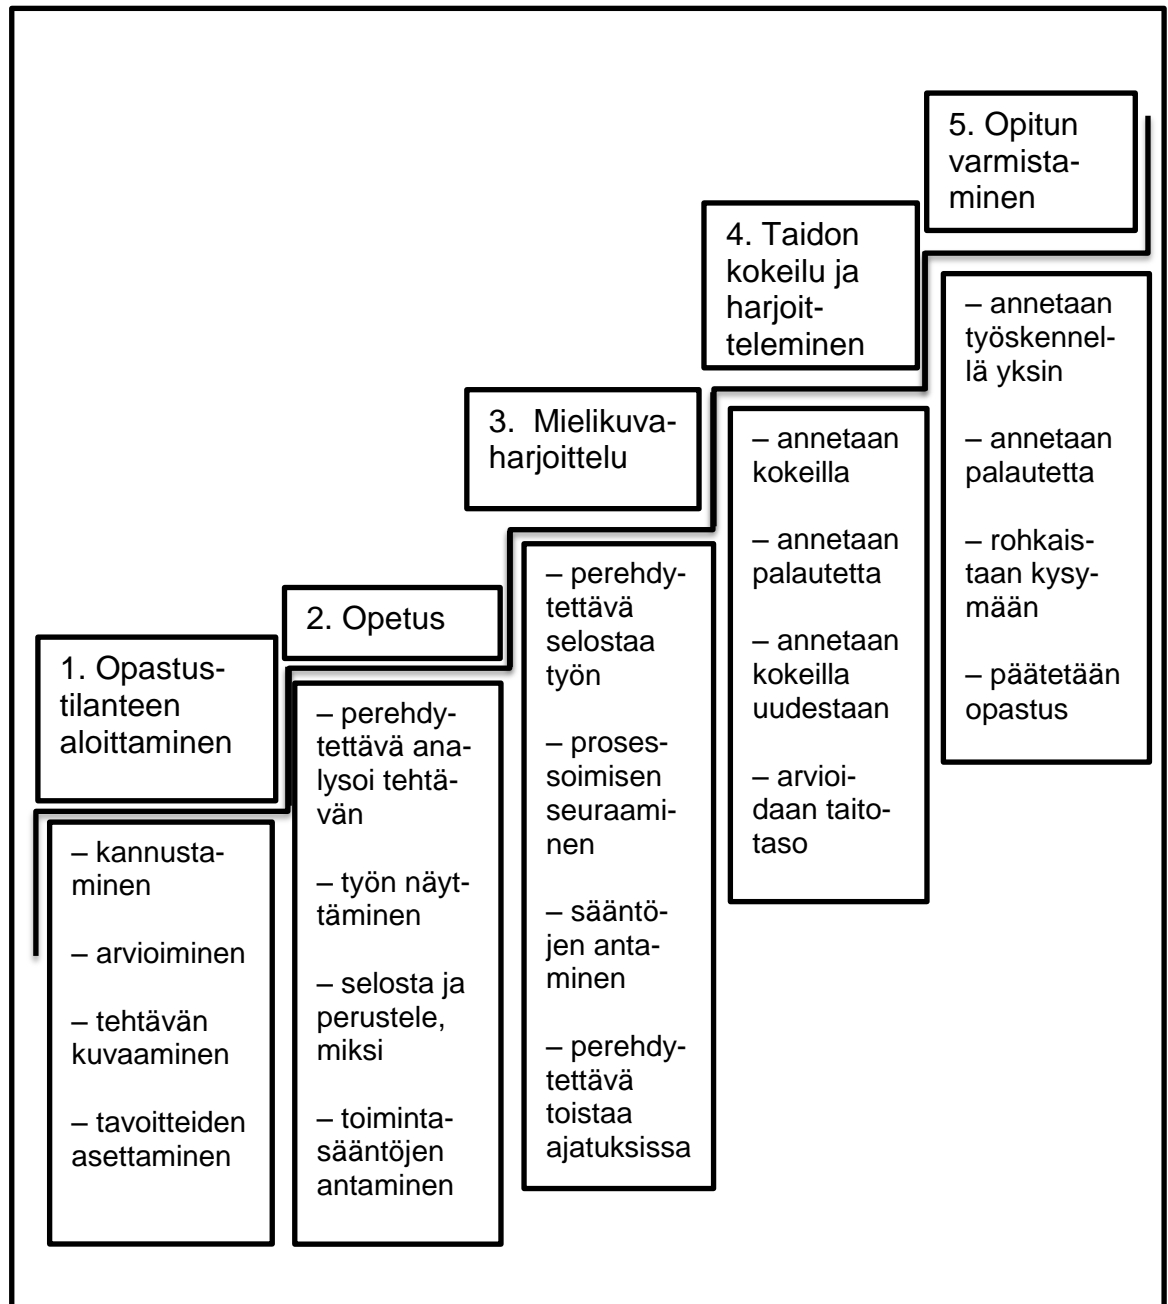 1. Opastus-
tilanteen
aloittaminen
– kannusta-
minen
– arvioiminen
– tehtävän
kuvaaminen
– tavoitteiden
asettaminen
2. Opetus
– perehdy-
tettävä ana-
lysoi tehtä-
vän
– työn näyt-
täminen
– selosta ja
perustele,
miksi
– toiminta-
sääntöjen
antaminen
3. Mielikuva-
harjoittelu
– perehdy-
tettävä
selostaa
työn
– proses-
soimisen
seuraami-
nen
– sääntö-
jen anta-
minen
– perehdy-
tettävä
toistaa
ajatuksissa
4. Taidon
kokeilu ja
harjoit-
teleminen
– annetaan
kokeilla
– annetaan
palautetta
– annetaan
kokeilla
uudestaan
– arvioi-
daan taito-
taso
5. Opitun
varmista-
minen
– annetaan
työskennel-
lä yksin
– annetaan
palautetta
– rohkais-
taan kysy-
mään
– päätetään
opastus